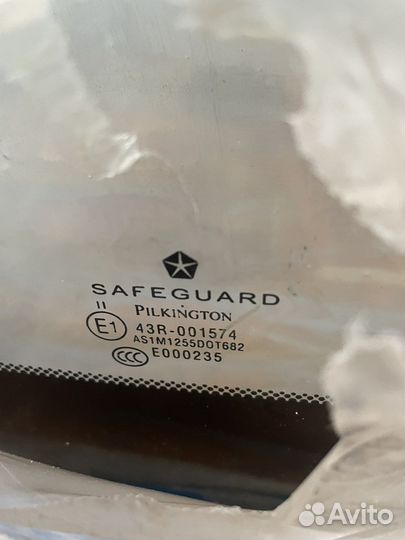 SAFEGUARD
PILKINGTON
II
E1 43R-001574
AS1M1255DOT682
CCC E000235
Avito